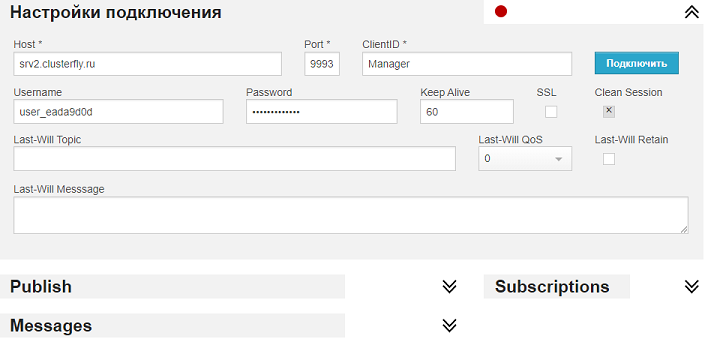 Настройки подключения
Host * Port * ClientID *
srv2.clusterfly.ru 9993 Manager Подключить
Username Password Keep Alive SSL Clean Session
user_eada9d0d ••••••••••••• 60
Last-Will Topic Last-Will QoS Last-Will Retain
0
Last-Will Messsage
Publish Subscriptions
Messages